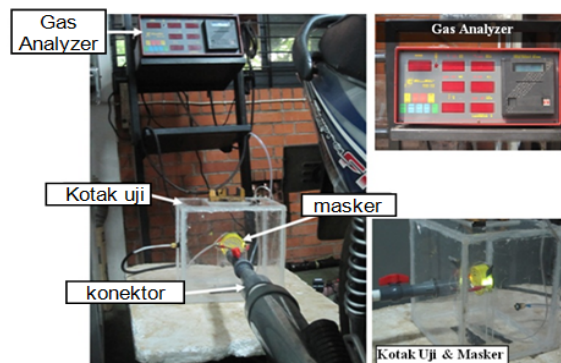 Gas
Analyzer
Kotak uji
masker
konektor
Gas Analyzer
Kotak Uji & Masker